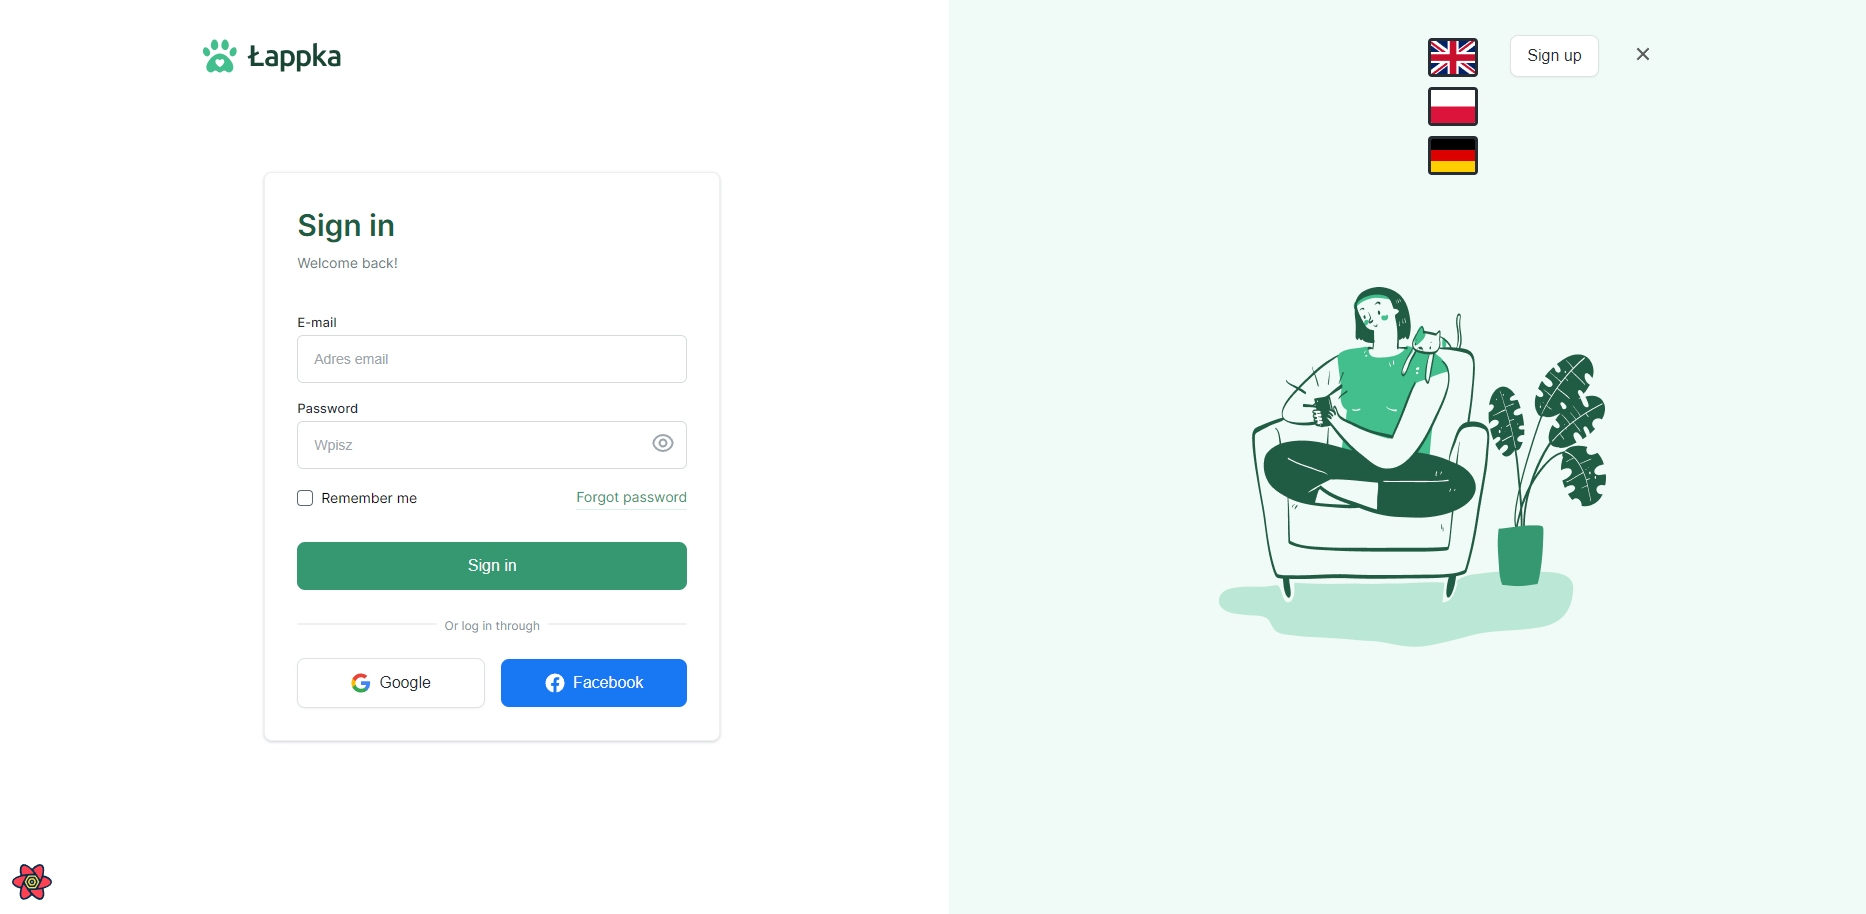 Łappka
Sign up
Sign in
Welcome back!
E-mail
Adres email
Password
Wpisz
Remember me
Forgot password
Sign in
Or log in through
Google
Facebook